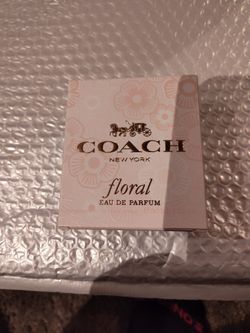 COACH
NEW YORK
floral
EAU DE PARFUM